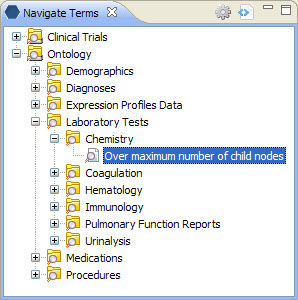 Navigate Terms
Clinical Trials
Ontology
Demographics
Diagnoses
Expression Profiles Data
Laboratory Tests
Chemistry
Over maximum number of child nodes
Coagulation
Hematology
Immunology
Pulmonary Function Reports
Urinalysis
Medications
Procedures